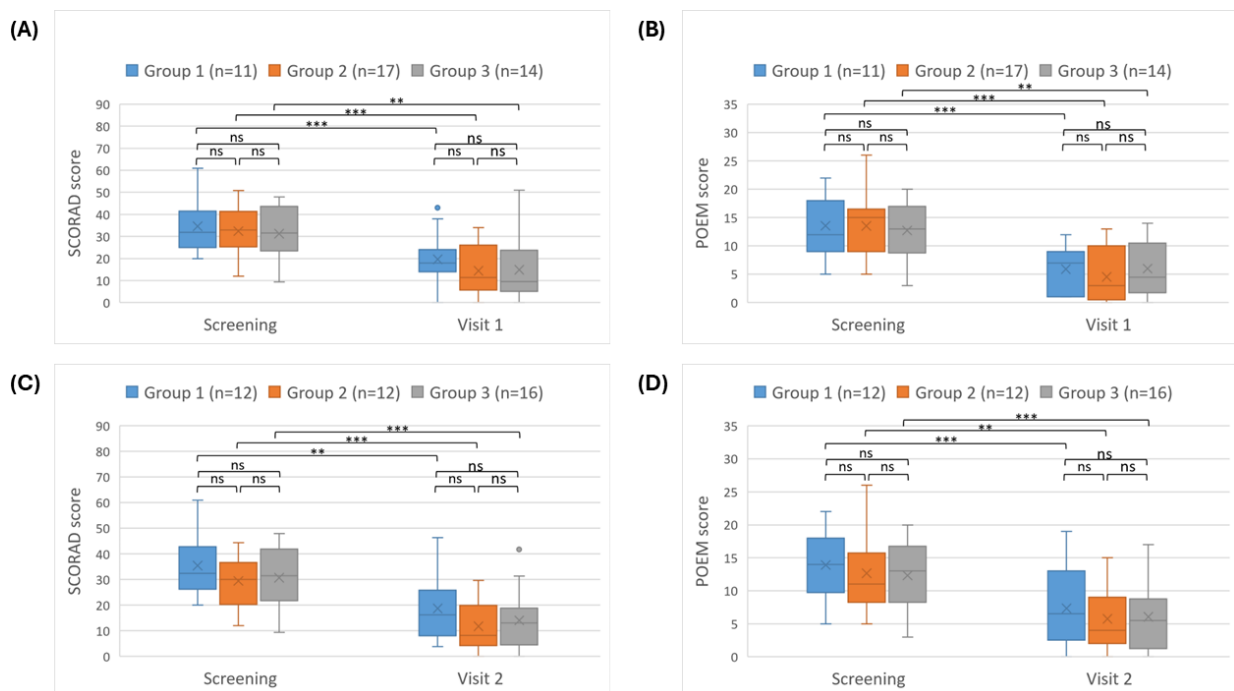 (A)
Group 1 (n=11) Group 2 (n=17) Group 3 (n=14)
SCORAD score
90
80
70
60
50
40
30
20
10
0
**
***
***
ns
ns ns
ns
ns ns
Screening Visit 1
(B)
Group 1 (n=11) Group 2 (n=17) Group 3 (n=14)
POEM score
35
30
25
20
15
10
5
0
**
***
***
ns
ns ns
ns
ns ns
Screening Visit 1
(C)
Group 1 (n=12) Group 2 (n=12) Group 3 (n=16)
SCORAD score
90
80
70
60
50
40
30
20
10
0
***
***
**
ns
ns ns
ns
ns ns
Screening Visit 2
(D)
Group 1 (n=12) Group 2 (n=12) Group 3 (n=16)
POEM score
35
30
25
20
15
10
5
0
***
**
***
ns
ns ns
ns
ns ns
Screening Visit 2